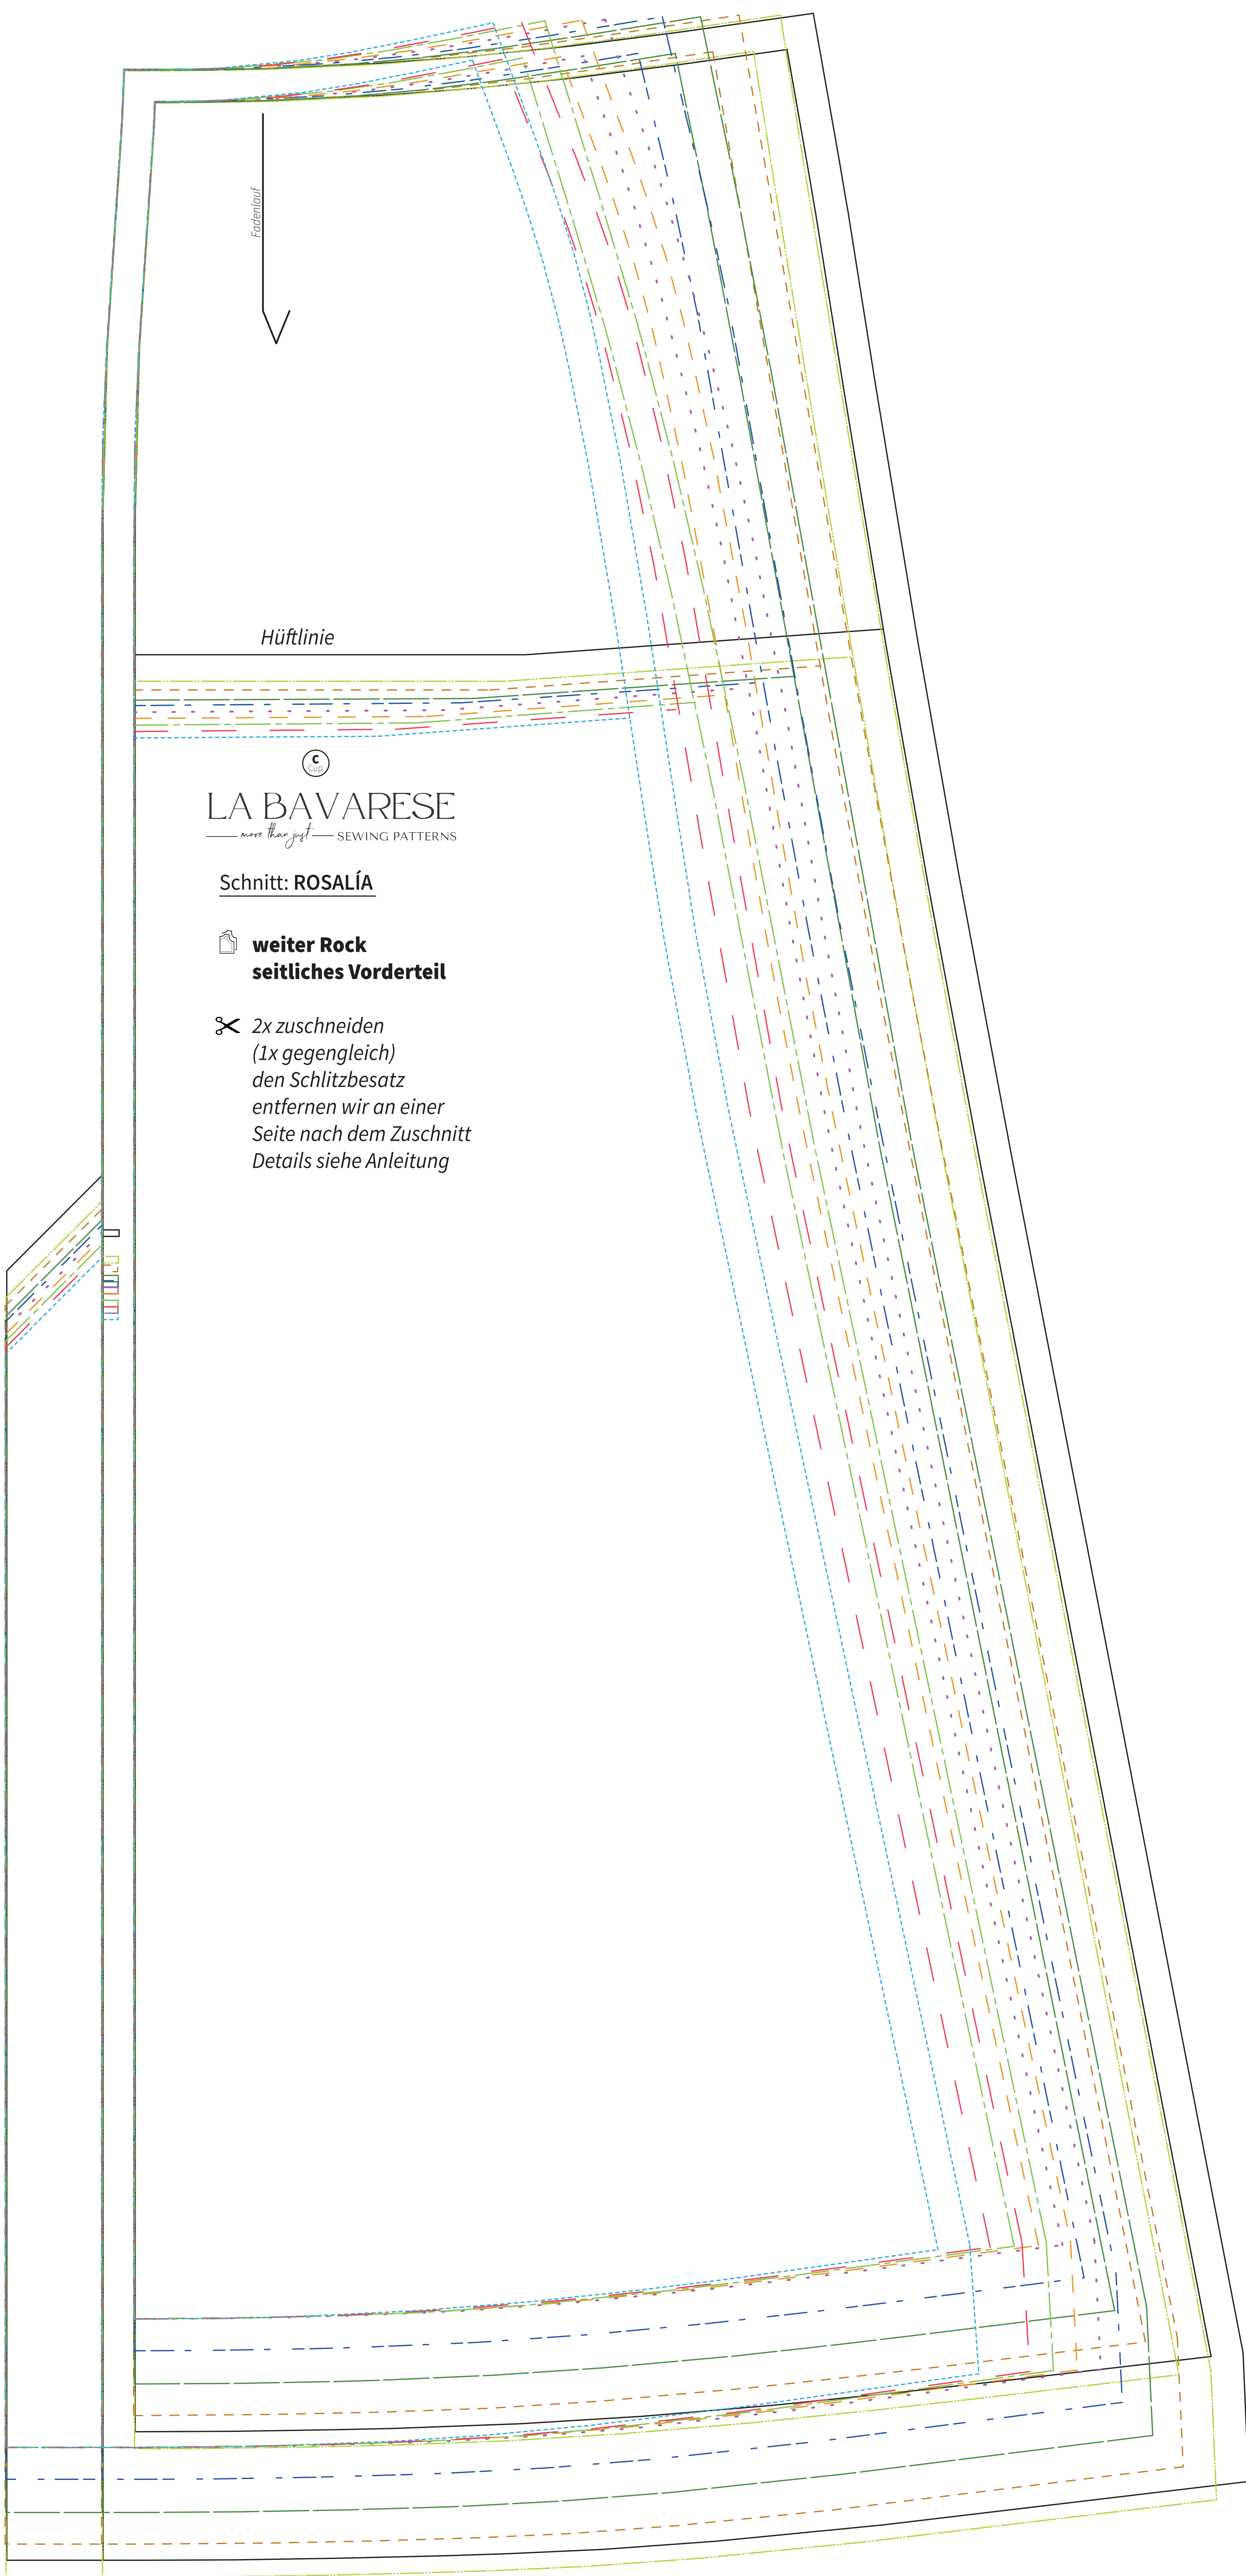 Fadenlauf
Hüftlinie
C
Cup
LA BAVARESE
more than just SEWING PATTERNS
Schnitt: ROSALÍA
weiter Rock
seitliches Vorderteil
2x zuschneiden
(1x gegengleich)
den Schlitzbesatz
entfernen wir an einer
Seite nach dem Zuschnitt
Details siehe Anleitung